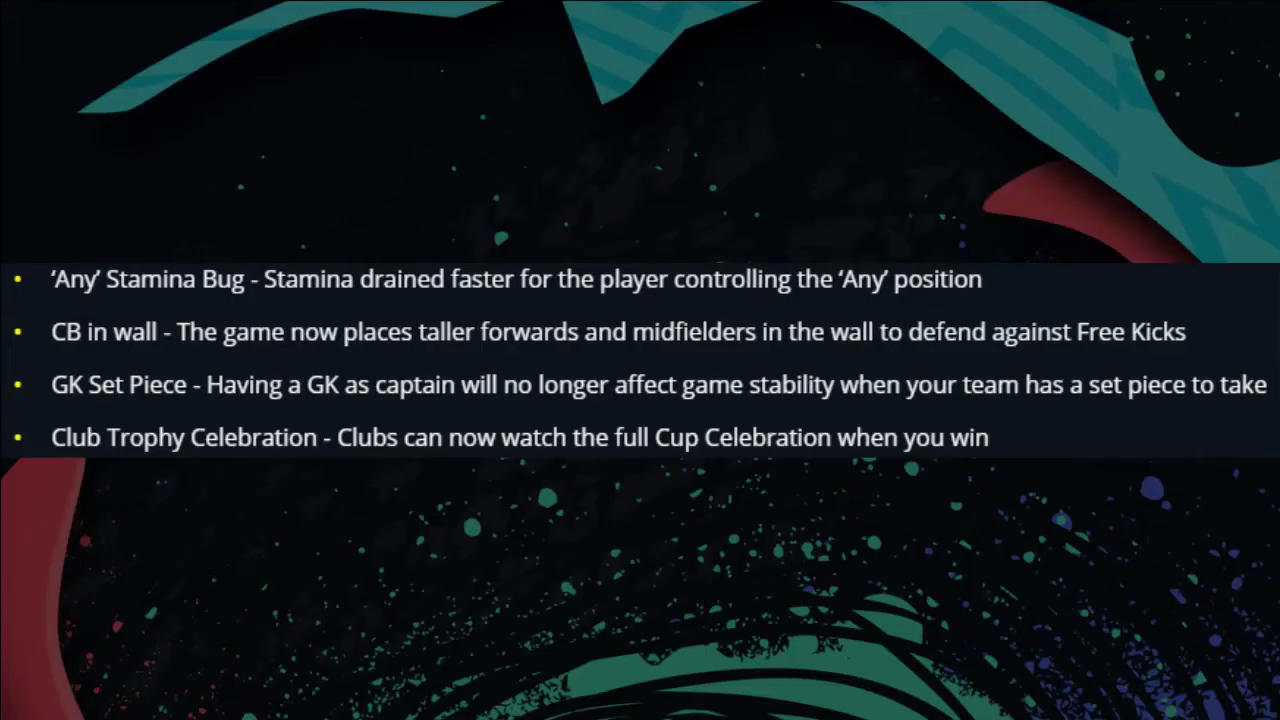 • ‘Any’ Stamina Bug - Stamina drained faster for the player controlling the ‘Any’ position
• CB in wall - The game now places taller forwards and midfielders in the wall to defend against Free Kicks
• GK Set Piece - Having a GK as captain will no longer affect game stability when your team has a set piece to take
• Club Trophy Celebration - Clubs can now watch the full Cup Celebration when you win